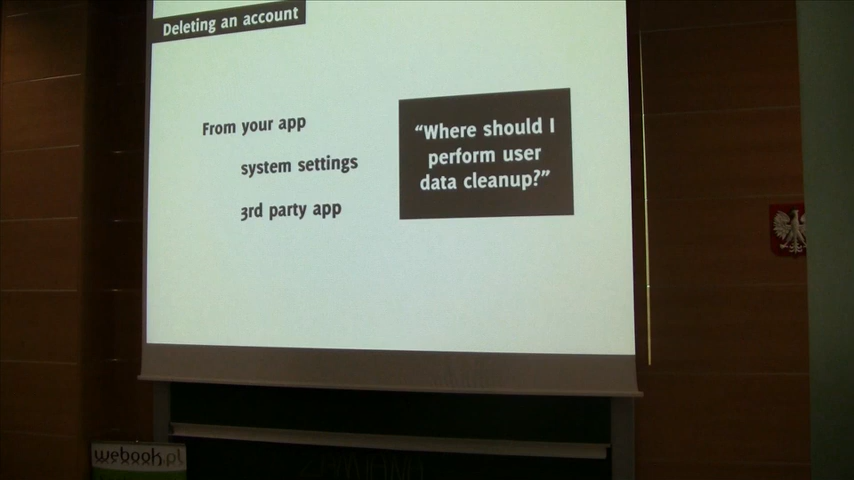 Deleting an account
From your app
system settings
3rd party app
“Where should I
perform user
data cleanup?”
webook.pl